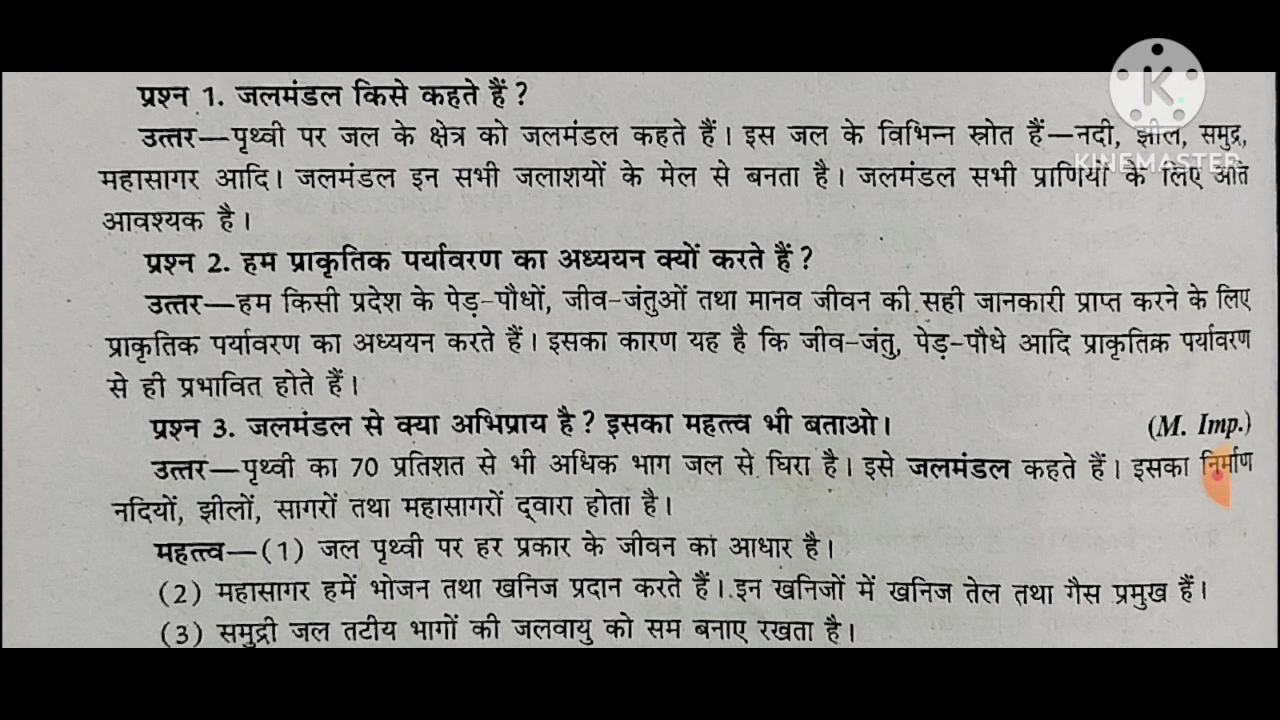 प्रश्न 1. जलमंडल किसे कहते हैं ?
उत्तर—पृथ्वी पर जल के क्षेत्र को जलमंडल कहते हैं। इस जल के विभिन्न स्रोत हैं—नदी, झील, समुद्र,
महासागर आदि। जलमंडल इन सभी जलाशयों के मेल से बनता है। जलमंडल सभी प्राणियों के लिए अति
आवश्यक है।
प्रश्न 2. हम प्राकृतिक पर्यावरण का अध्ययन क्यों करते हैं ?
उत्तर—हम किसी प्रदेश के पेड़-पौधों, जीव-जंतुओं तथा मानव जीवन की सही जानकारी प्राप्त करने के लिए
प्राकृतिक पर्यावरण का अध्ययन करते हैं। इसका कारण यह है कि जीव-जंतु, पेड़-पौधे आदि प्राकृतिक पर्यावरण
से ही प्रभावित होते हैं।
प्रश्न 3. जलमंडल से क्या अभिप्राय है ? इसका महत्त्व भी बताओ। (M. Imp.)
उत्तर—पृथ्वी का 70 प्रतिशत से भी अधिक भाग जल से घिरा है। इसे जलमंडल कहते हैं। इसका निर्माण
नदियों, झीलों, सागरों तथा महासागरों द्वारा होता है।
महत्त्व—(1) जल पृथ्वी पर हर प्रकार के जीवन का आधार है।
(2) महासागर हमें भोजन तथा खनिज प्रदान करते हैं। इन खनिजों में खनिज तेल तथा गैस प्रमुख हैं।
(3) समुद्री जल तटीय भागों की जलवायु को सम बनाए रखता है।
K
KINEMASTER